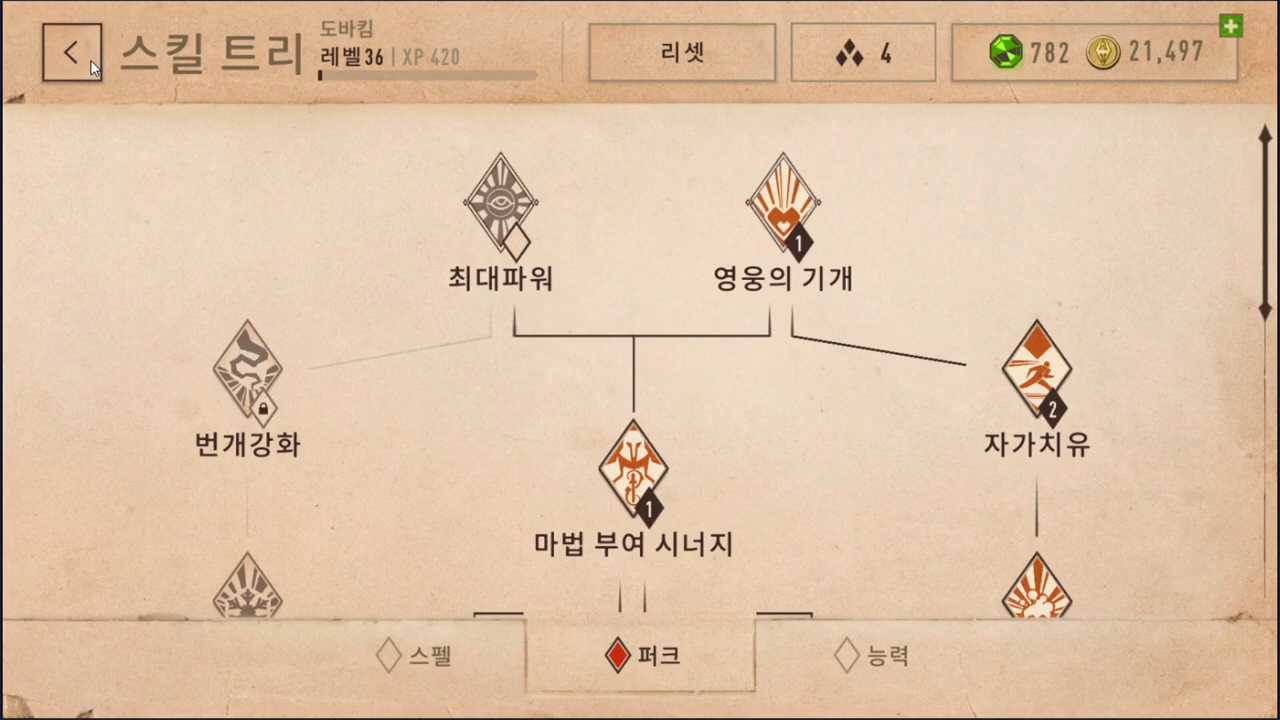 스킬 트리
도바킴
레벨36 | XP 420
리셋
4
782
21,497
최대파워
1
영웅의 기개
번개강화
2
자가치유
1
마법 부여 시너지
스펠
퍼크
능력